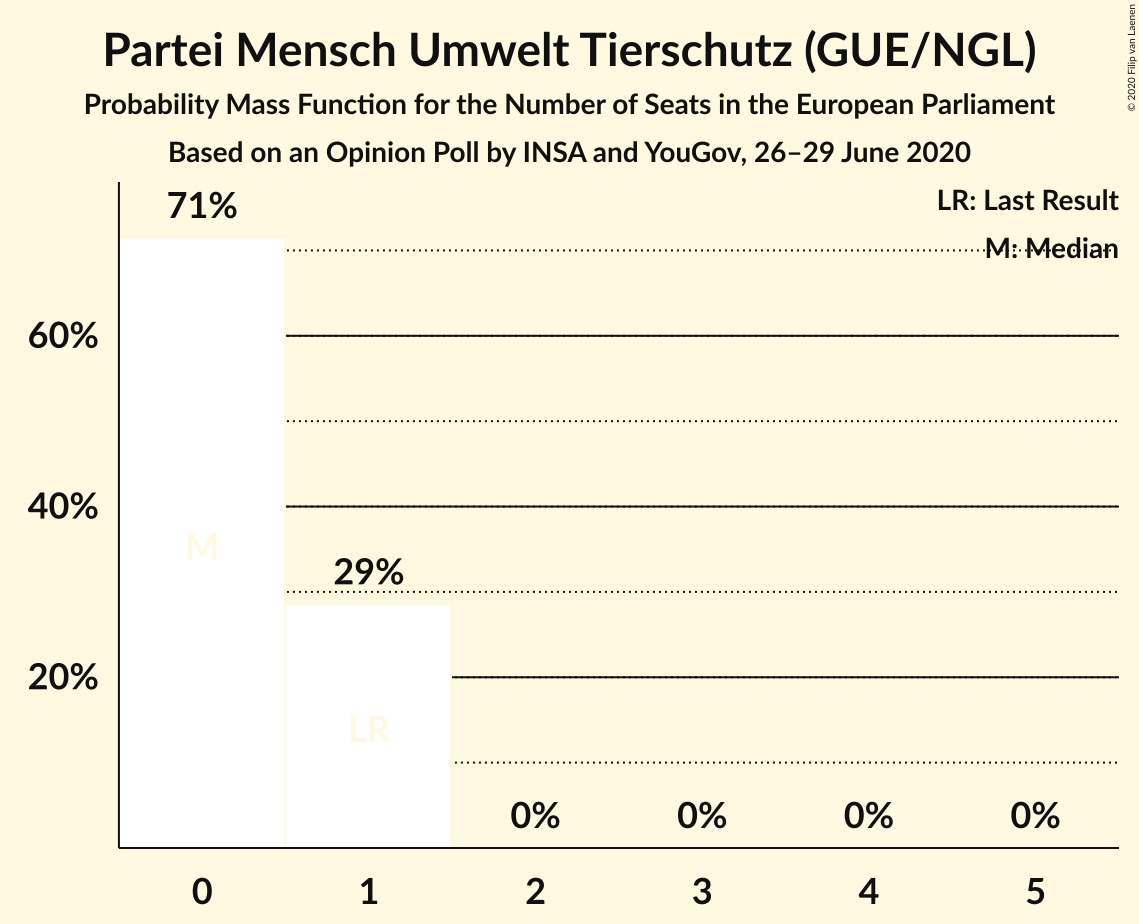 Partei Mensch Umwelt Tierschutz (GUE/NGL)
Probability Mass Function for the Number of Seats in the European Parliament
Based on an Opinion Poll by INSA and YouGov, 26–29 June 2020
© 2020 Filip van Laenen
LR: Last Result
M: Median
71%
60%
40%
M
29%
20%
LR
0% 0% 0% 0%
0 1 2 3 4 5